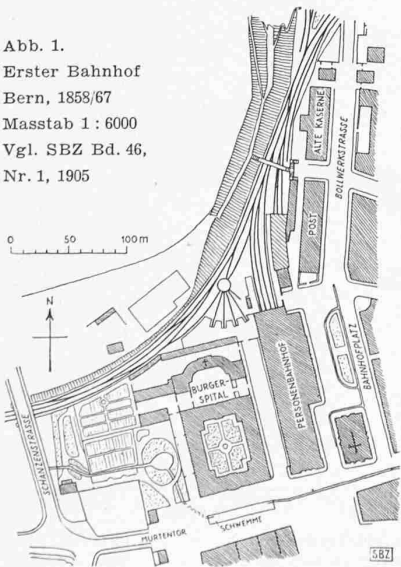 Abb. 1.
Erster Bahnhof
Bern, 1858/67
Masstab 1 : 6000
Vgl. SBZ Bd. 46,
Nr. 1, 1905
0 50 100 m
N
ALTE KASERNE
BOLLWERKSTRASSE
POST
BAHNHOFPLATZ
PERSONENBAHNHOF
BURGER-
SPITAL
SCHANZENSTRASSE
MURTENTOR
SCHWEMME
SBZ